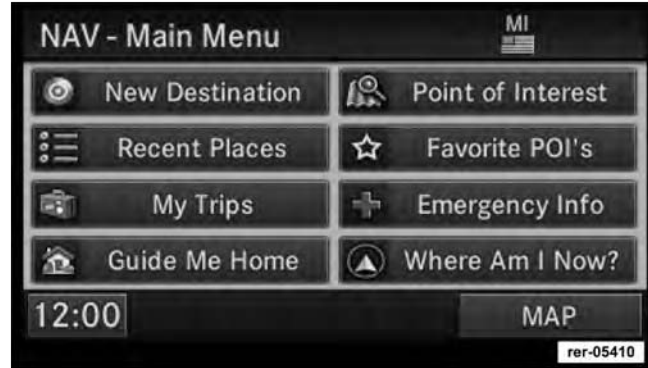 NAV - Main Menu
MI
New Destination
Point of Interest
Recent Places
Favorite POI's
My Trips
Emergency Info
Guide Me Home
Where Am I Now?
12:00
MAP
rer-05410